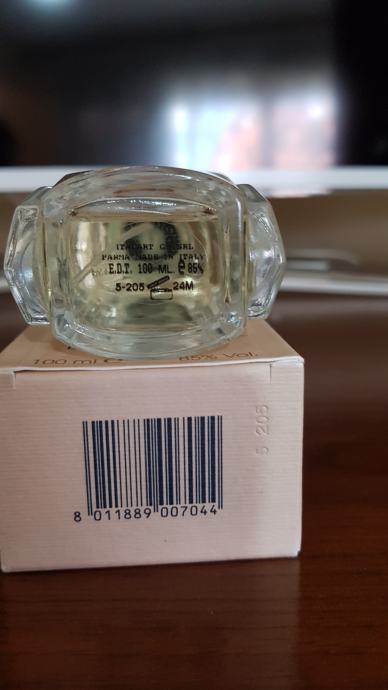 ITALART C SRL
PARMA MADE IN ITALY
E.D.T. 100 ML. e 85%
5-205 24M
100 ml e 85% Vol.
5 205
8 011889 007044